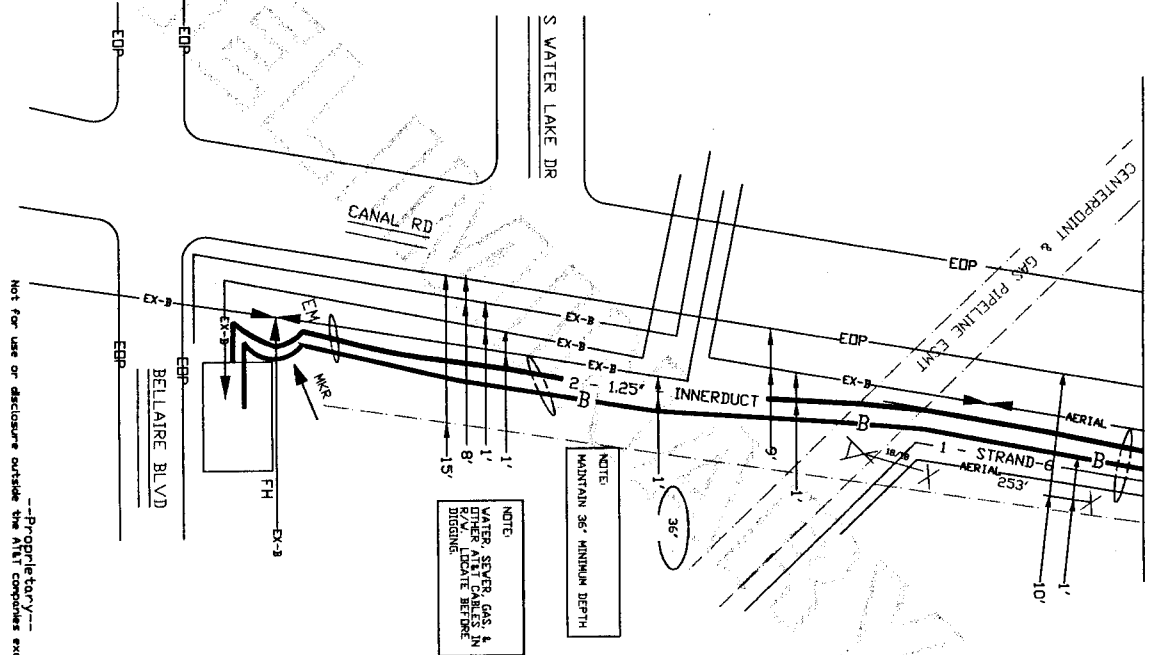 EOP
EOP
S WATER LAKE DR
CENTERPOINT & GAS PIPELINE ESMT
CANAL RD
EOP
EX-B
EX-B
EOP
EM
EX-B
EX-B
EX-B
AERIAL
MKR
2 - 1.25"
INNERDUCT
B
B
B
1 - STRAND-6
AERIAL
253'
EOP
EOP
BELLAIRE BLVD
FH
EX-B
15'
8'
1'
1'
1'
9'
1'
10'
1'
36"
NOTE:
MAINTAIN 36" MINIMUM DEPTH
NOTE:
WATER, SEWER, GAS, &
OTHER AT&T CABLES IN
R/W. LOCATE BEFORE
DIGGING.
--Proprietary--
Not for use or disclosure outside the AT&T companies
PRELIMINARY